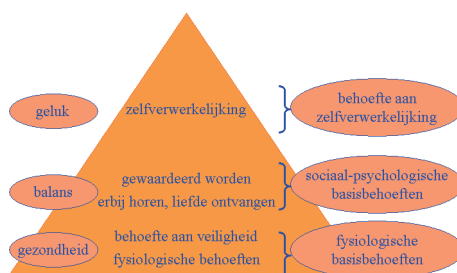 geluk
zelfverwerkelijking
behoefte aan
zelfverwerkelijking
balans
gewaardeerd worden
erbij horen, liefde ontvangen
sociaal-psychologische
basisbehoeften
gezondheid
behoefte aan veiligheid
fysiologische behoeften
fysiologische
basisbehoeften